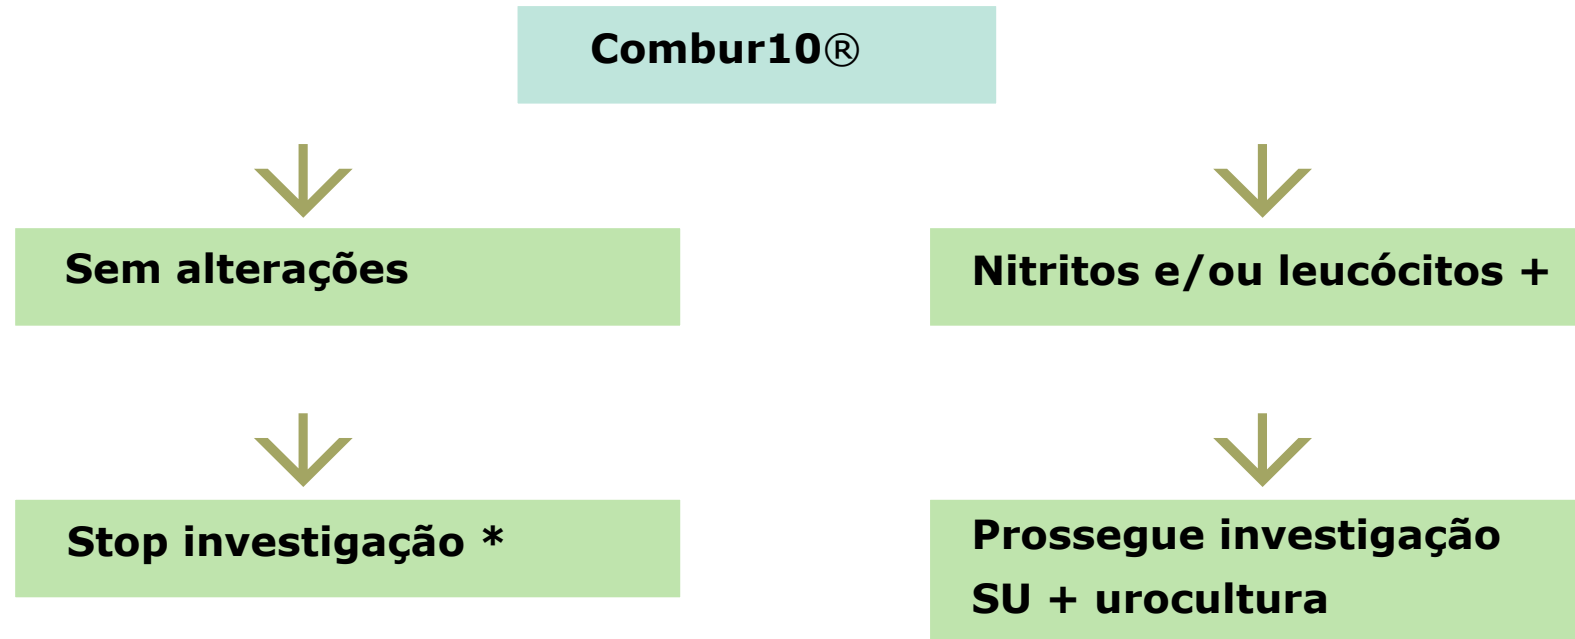 Combur10®
Sem alterações
Nitritos e/ou leucócitos +
Stop investigação *
Prossegue investigação
SU + urocultura